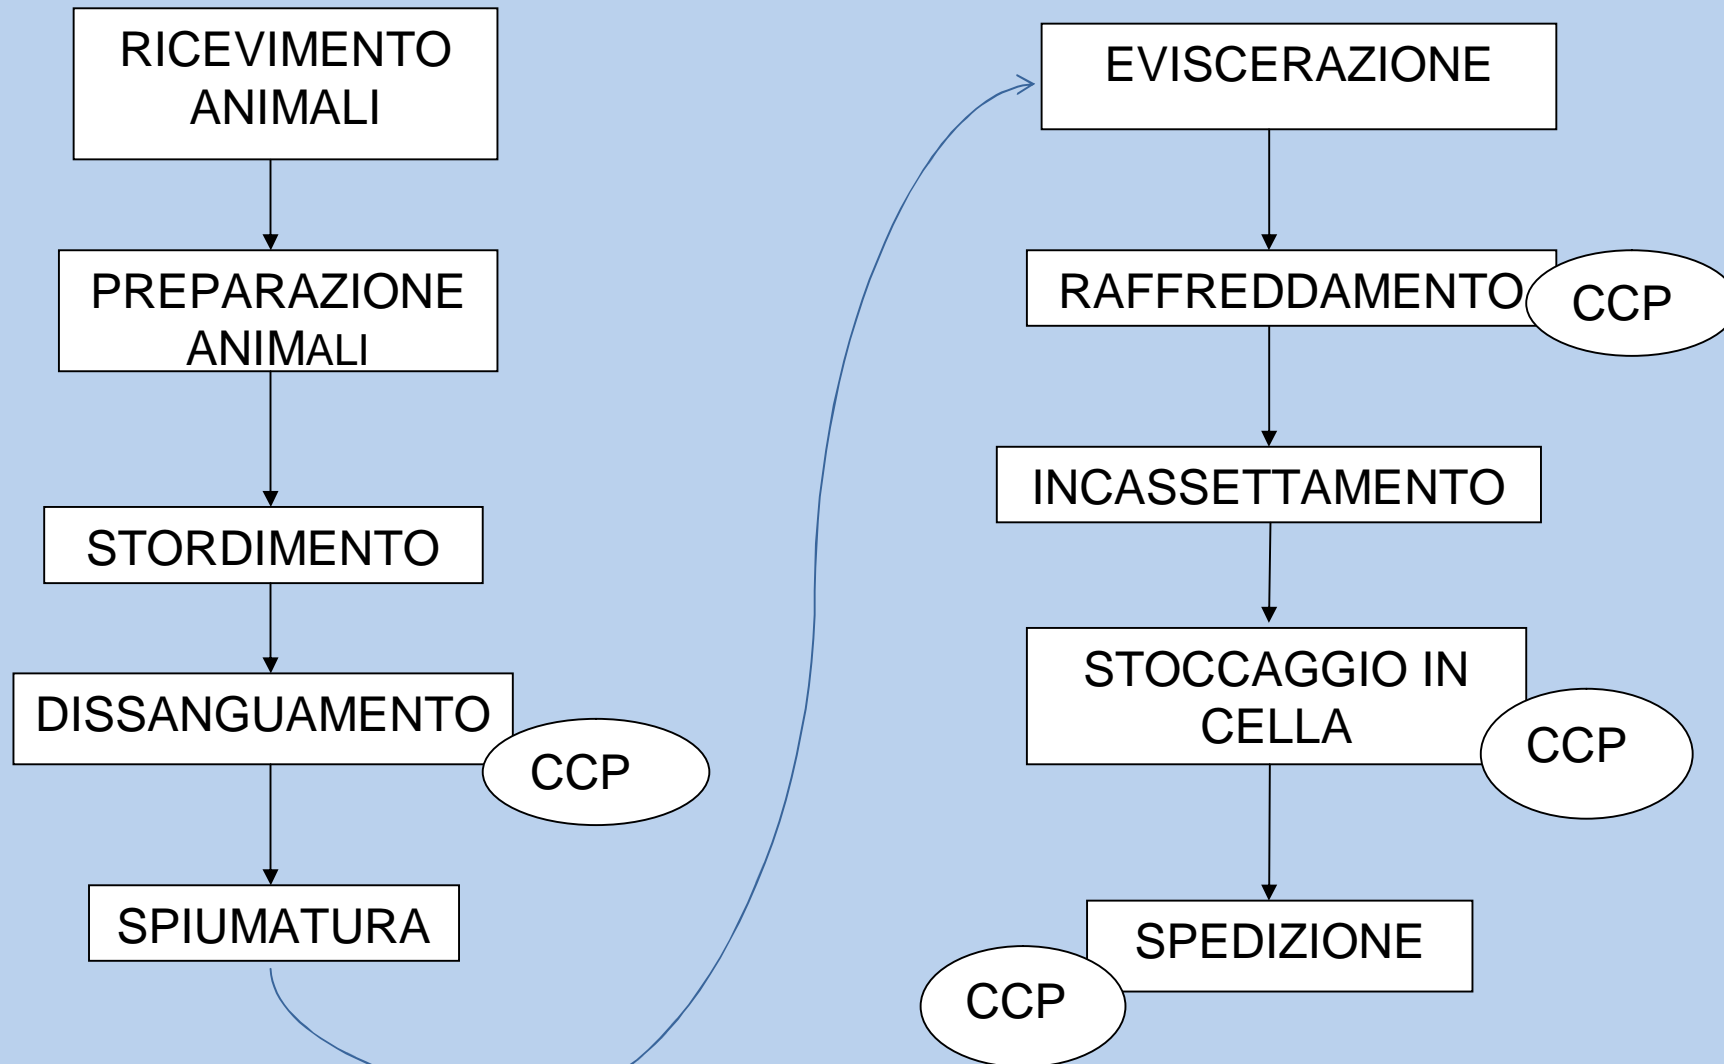 RICEVIMENTO
ANIMALI
PREPARAZIONE
ANIMALI
STORDIMENTO
DISSANGUAMENTO
CCP
SPIUMATURA
EVISCERAZIONE
RAFFREDDAMENTO
CCP
INCASSETTAMENTO
STOCCAGGIO IN
CELLA
CCP
SPEDIZIONE
CCP